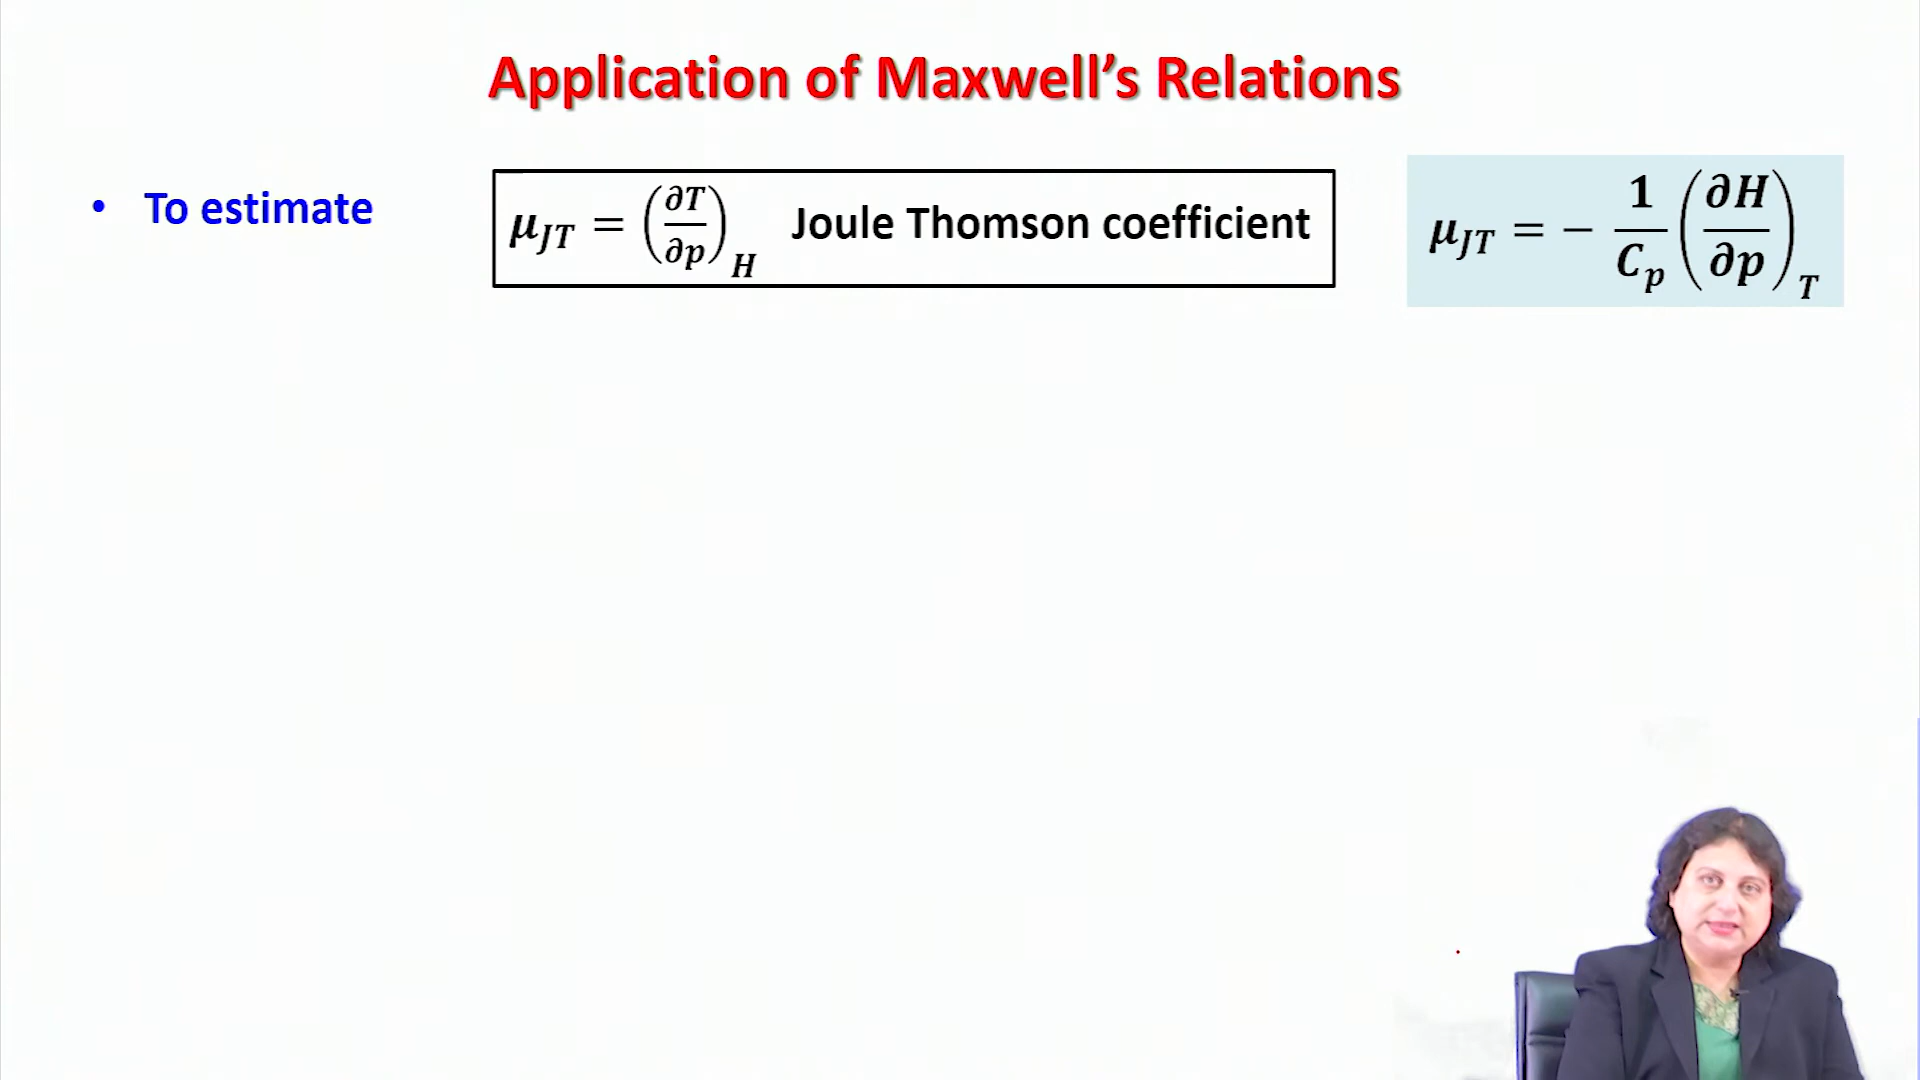 Application of Maxwell’s Relations
• To estimate
μ_JT = (∂T/∂p)_H Joule Thomson coefficient
μ_JT = − 1/C_p (∂H/∂p)_T